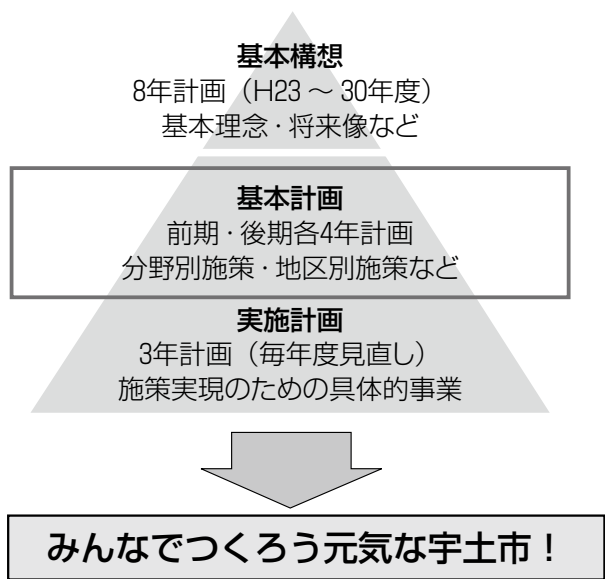 基本構想
8年計画（H23 ～ 30年度）
基本理念・将来像など
基本計画
前期・後期各4年計画
分野別施策・地区別施策など
実施計画
3年計画（毎年度見直し）
施策実現のための具体的事業
みんなでつくろう元気な宇土市！